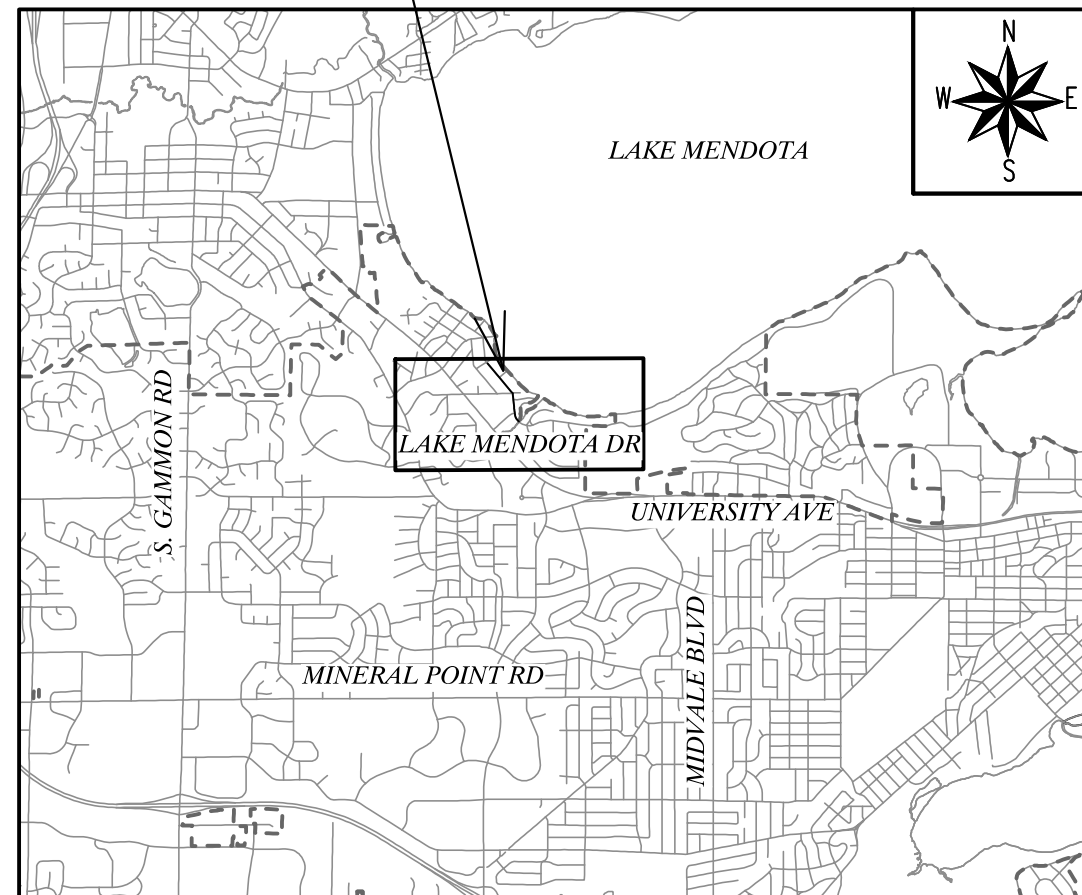 N
W E
S
LAKE MENDOTA
LAKE MENDOTA DR
S. GAMMON RD
UNIVERSITY AVE
MIDVALE BLVD
MINERAL POINT RD